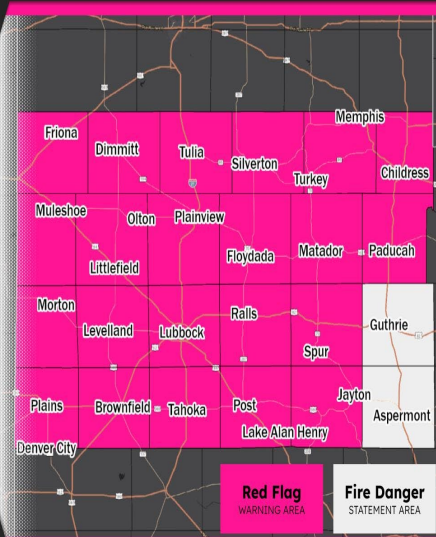 Memphis
Friona
Dimmitt
Tulia
Silverton
Turkey
Childress
Muleshoe
Olton
Plainview
Floydada
Matador
Paducah
Littlefield
Morton
Levelland
Lubbock
Ralls
Spur
Guthrie
Plains
Brownfield
Tahoka
Post
Jayton
Aspermont
Lake Alan Henry
Denver City
Red Flag
WARNING AREA
Fire Danger
STATEMENT AREA